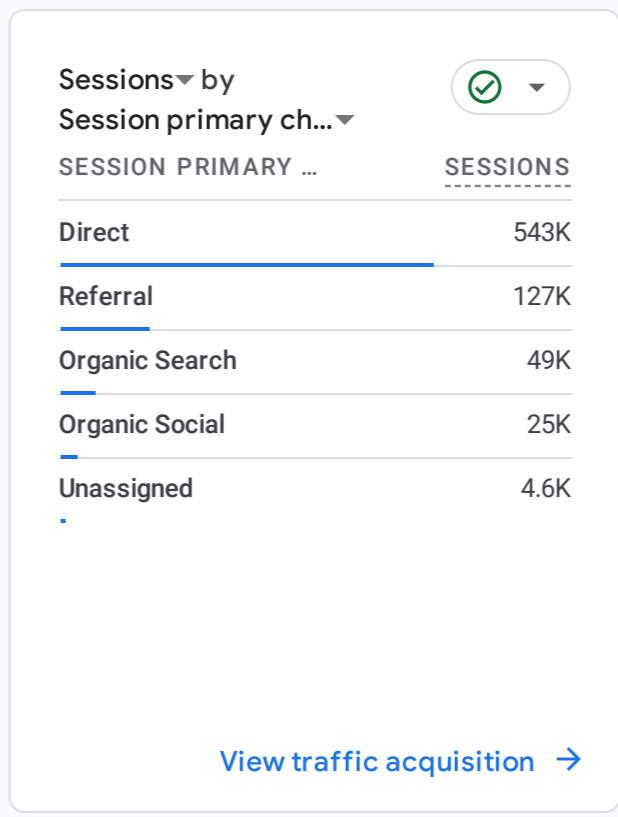 Sessions by
Session primary ch...
SESSION PRIMARY ... SESSIONS
Direct 543K
Referral 127K
Organic Search 49K
Organic Social 25K
Unassigned 4.6K
View traffic acquisition